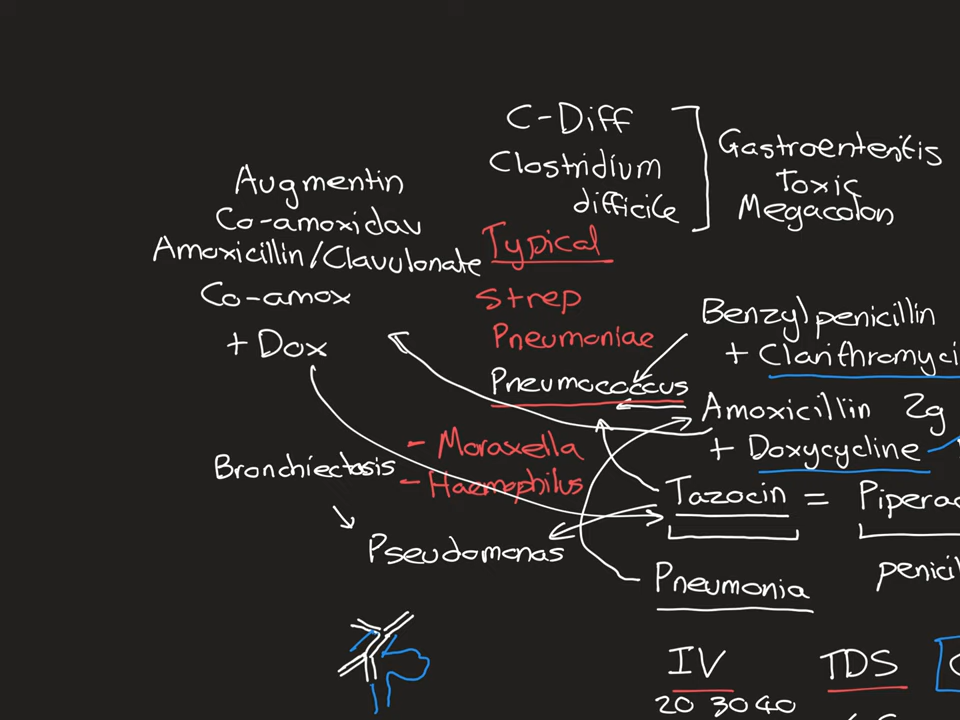 C-Diff
Clostridium
difficile
Gastroenteritis
Toxic
Megacolon
Augmentin
Co-amoxiclav
Amoxicillin/Clavulonate
Co-amox
+ Dox
Typical
Strep
Pneumoniae
Pneumococcus
- Moraxella
- Haemophilus
Benzylpenicillin
+ Clarithromyci
Amoxicillin 2g
+ Doxycycline
Bronchiectasis
Pseudomonas
Tazocin = Piperac
penicil
Pneumonia
IV TDS
20 30 40